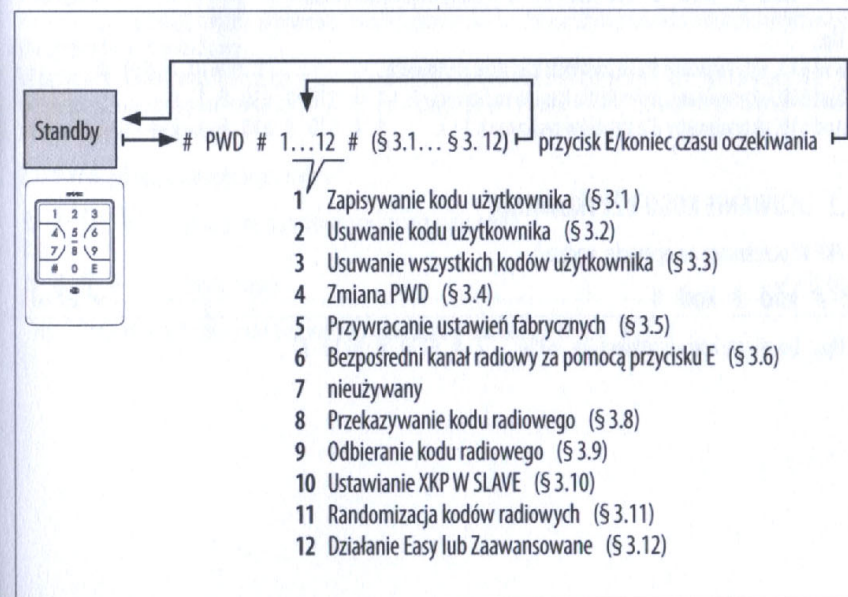 Standby
# PWD # 1...12 # (§ 3.1... § 3. 12) przycisk E/koniec czasu oczekiwania
1 Zapisywanie kodu użytkownika (§ 3.1)
1 2 3
4 5 6
7 8 9
# 0 E
2 Usuwanie kodu użytkownika (§ 3.2)
3 Usuwanie wszystkich kodów użytkownika (§ 3.3)
4 Zmiana PWD (§ 3.4)
5 Przywracanie ustawień fabrycznych (§ 3.5)
6 Bezpośredni kanał radiowy za pomocą przycisku E (§ 3.6)
7 nieużywany
8 Przekazywanie kodu radiowego (§ 3.8)
9 Odbieranie kodu radiowego (§ 3.9)
10 Ustawianie XKP W SLAVE (§ 3.10)
11 Randomizacja kodów radiowych (§ 3.11)
12 Działanie Easy lub Zaawansowane (§ 3.12)